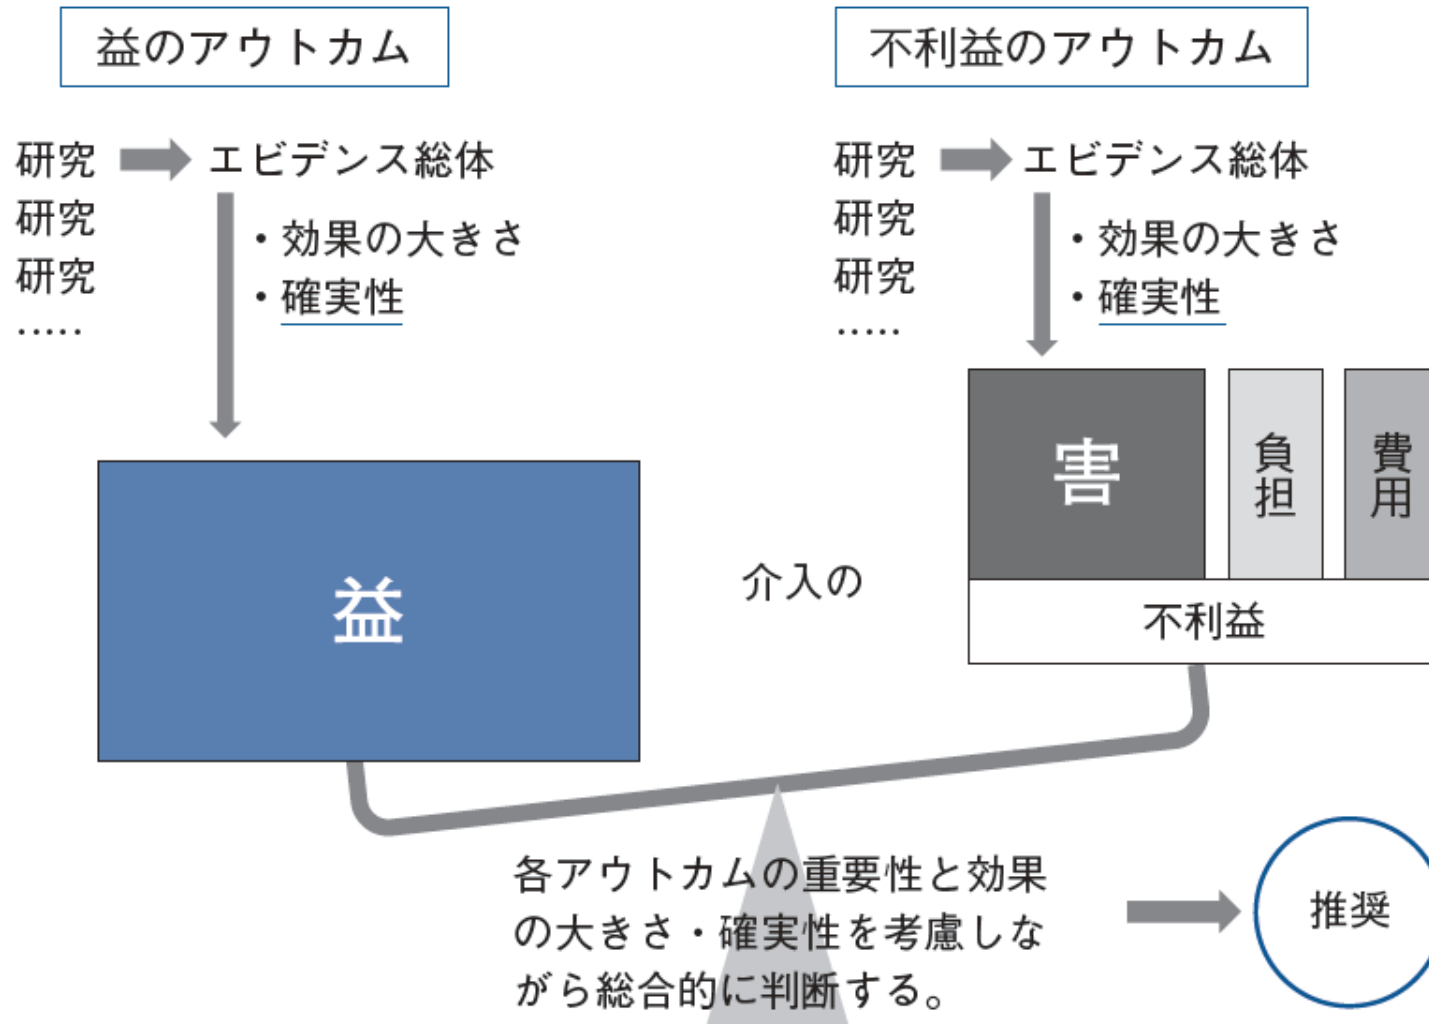 益のアウトカム
不利益のアウトカム
研究
エビデンス総体
研究
研究
・・・・・
・効果の大きさ
・確実性
研究
エビデンス総体
研究
研究
・・・・・
・効果の大きさ
・確実性
益
介入の
害
負担
費用
不利益
各アウトカムの重要性と効果
の大きさ・確実性を考慮しな
がら総合的に判断する。
推奨